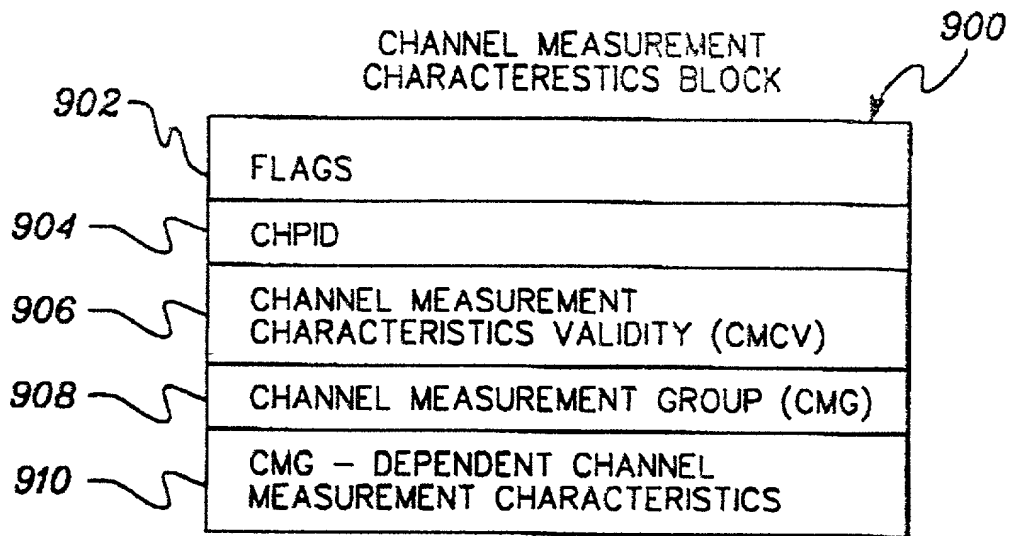 CHANNEL MEASUREMENT
CHARACTERESTICS BLOCK
900
902
FLAGS
904
CHPID
906
CHANNEL MEASUREMENT
CHARACTERISTICS VALIDITY (CMCV)
908
CHANNEL MEASUREMENT GROUP (CMG)
910
CMG – DEPENDENT CHANNEL
MEASUREMENT CHARACTERISTICS